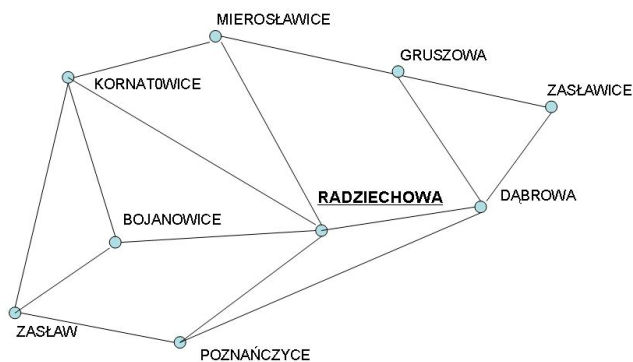 MIEROSŁAWICE
GRUSZOWA
KORNAT0WICE
ZASŁAWICE
RADZIECHOWA
DĄBROWA
BOJANOWICE
ZASŁAW
POZNAŃCZYCE